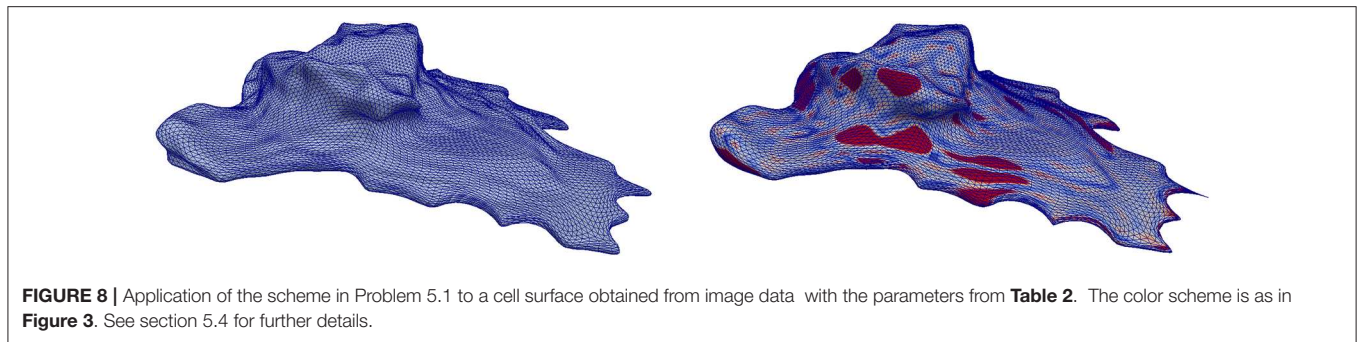 FIGURE 8 | Application of the scheme in Problem 5.1 to a cell surface obtained from image data with the parameters from Table 2. The color scheme is as in
Figure 3. See section 5.4 for further details.